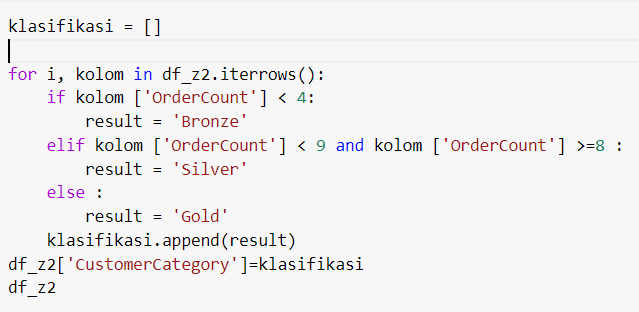 klasifikasi = []
for i, kolom in df_z2.iterrows():
    if kolom ['OrderCount'] < 4:
        result = 'Bronze'
    elif kolom ['OrderCount'] < 9 and kolom ['OrderCount'] >=8 :
        result = 'Silver'
    else :
        result = 'Gold'
    klasifikasi.append(result)
df_z2['CustomerCategory']=klasifikasi
df_z2